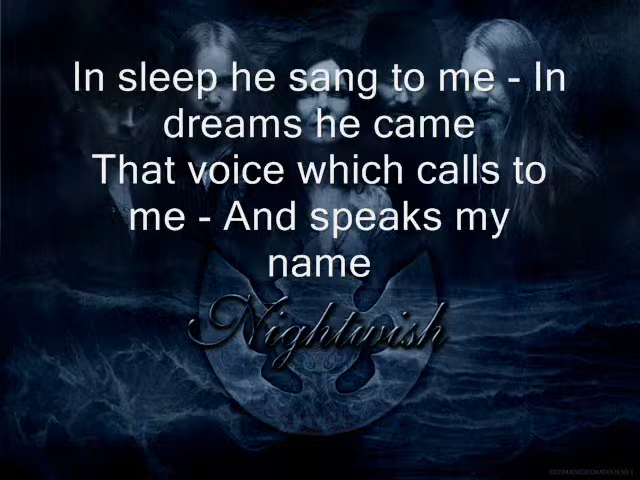 In sleep he sang to me - In
dreams he came
That voice which calls to
me - And speaks my
name
Nightwish